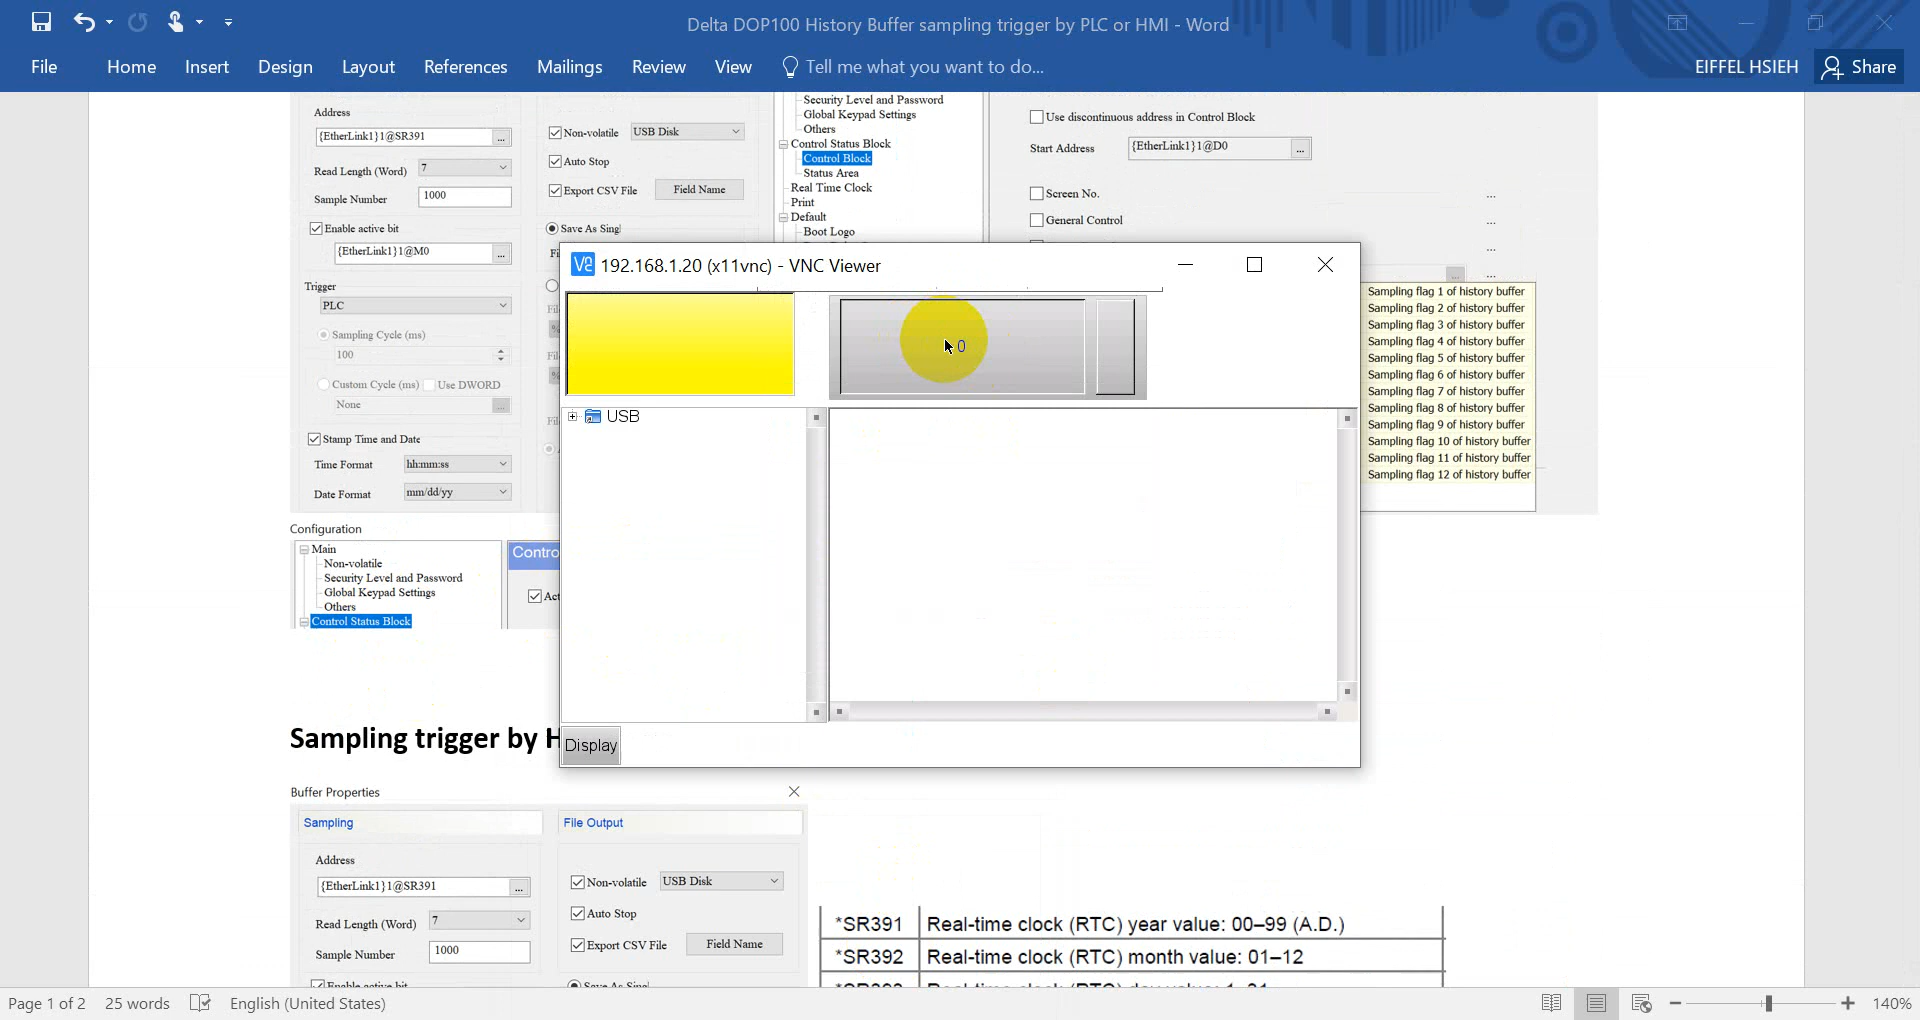 Delta DOP100 History Buffer sampling trigger by PLC or HMI - Word
File Home Insert Design Layout References Mailings Review View Tell me what you want to do... EIFFEL HSIEH Share
Address
{EtherLink1}1@SR391 ...
Read Length (Word) 7
Sample Number 1000
Enable active bit
{EtherLink1}1@M0 ...
Trigger
PLC
Sampling Cycle (ms)
100
Custom Cycle (ms) Use DWORD
None ...
Stamp Time and Date
Time Format hh:mm:ss
Date Format mm/dd/yy
Non-volatile USB Disk
Auto Stop
Export CSV File Field Name
Save As Singl
Security Level and Password
Global Keypad Settings
Others
Control Status Block
Control Block
Status Area
Real Time Clock
Print
Default
Boot Logo
Use discontinuous address in Control Block
Start Address {EtherLink1}1@D0 ...
Screen No. ...
General Control ...
...
...
Sampling flag 1 of history buffer
Sampling flag 2 of history buffer
Sampling flag 3 of history buffer
Sampling flag 4 of history buffer
Sampling flag 5 of history buffer
Sampling flag 6 of history buffer
Sampling flag 7 of history buffer
Sampling flag 8 of history buffer
Sampling flag 9 of history buffer
Sampling flag 10 of history buffer
Sampling flag 11 of history buffer
Sampling flag 12 of history buffer
192.168.1.20 (x11vnc) - VNC Viewer
0
USB
Display
Configuration
Main
Non-volatile
Security Level and Password
Global Keypad Settings
Others
Control Status Block
Contro
Act
Sampling trigger by H
Buffer Properties
Sampling
File Output
Address
{EtherLink1}1@SR391 ...
Read Length (Word) 7
Sample Number 1000
Enable active bit
Non-volatile USB Disk
Auto Stop
Export CSV File Field Name
*SR391 Real-time clock (RTC) year value: 00–99 (A.D.)
*SR392 Real-time clock (RTC) month value: 01–12
Page 1 of 2 25 words English (United States) 140%